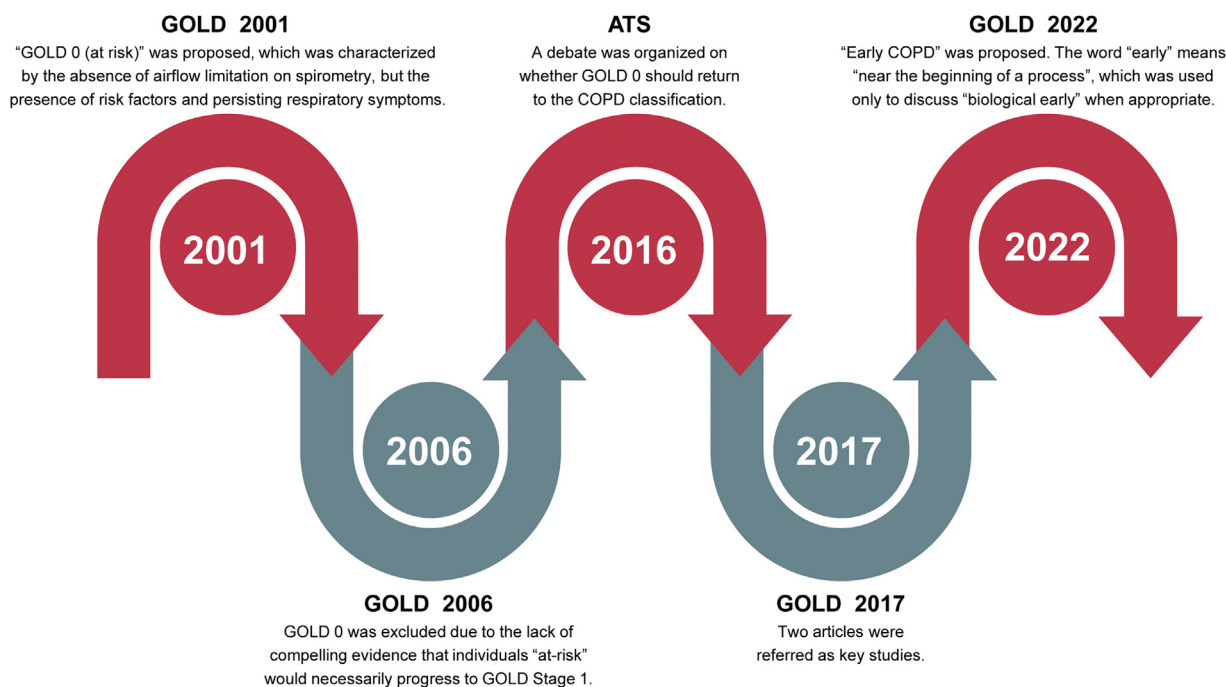 GOLD 2001
“GOLD 0 (at risk)” was proposed, which was characterized
by the absence of airflow limitation on spirometry, but the
presence of risk factors and persisting respiratory symptoms.
ATS
A debate was organized on
whether GOLD 0 should return
to the COPD classification.
GOLD 2022
“Early COPD” was proposed. The word “early” means
“near the beginning of a process”, which was used
only to discuss “biological early” when appropriate.
2001
2016
2022
2006
2017
GOLD 2006
GOLD 0 was excluded due to the lack of
compelling evidence that individuals “at-risk”
would necessarily progress to GOLD Stage 1.
GOLD 2017
Two articles were
referred as key studies.